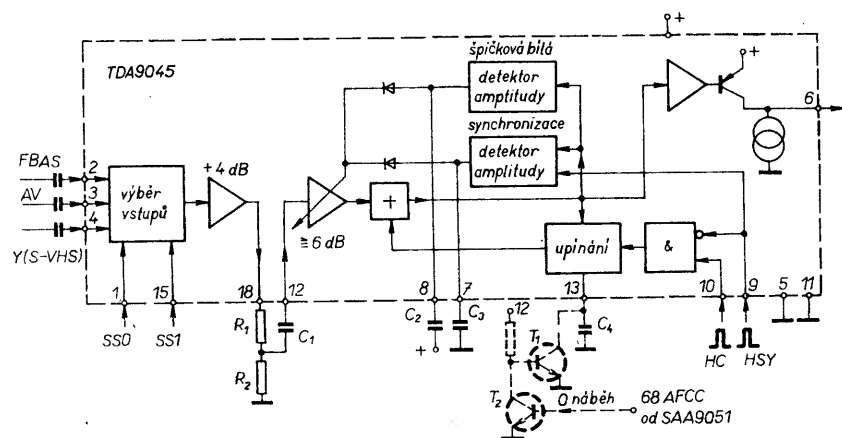 TDA9045
+
špičková bílá
detektor
amptitudy
+
6
synchronizace
detektor
amplitudy
FBAS
2
+4 dB
AV
3
výběr
vstupů
4
Y(S-VHS)
≧ 6 dB
+
upínání
&
1
15
18
12
8
7
13
10
9
5
11
SS0
SS1
R1
C1
R2
C2
+
C3
12
T1
C4
HC
HSY
T2
0 náběh
68 AFCC
od SAA9051